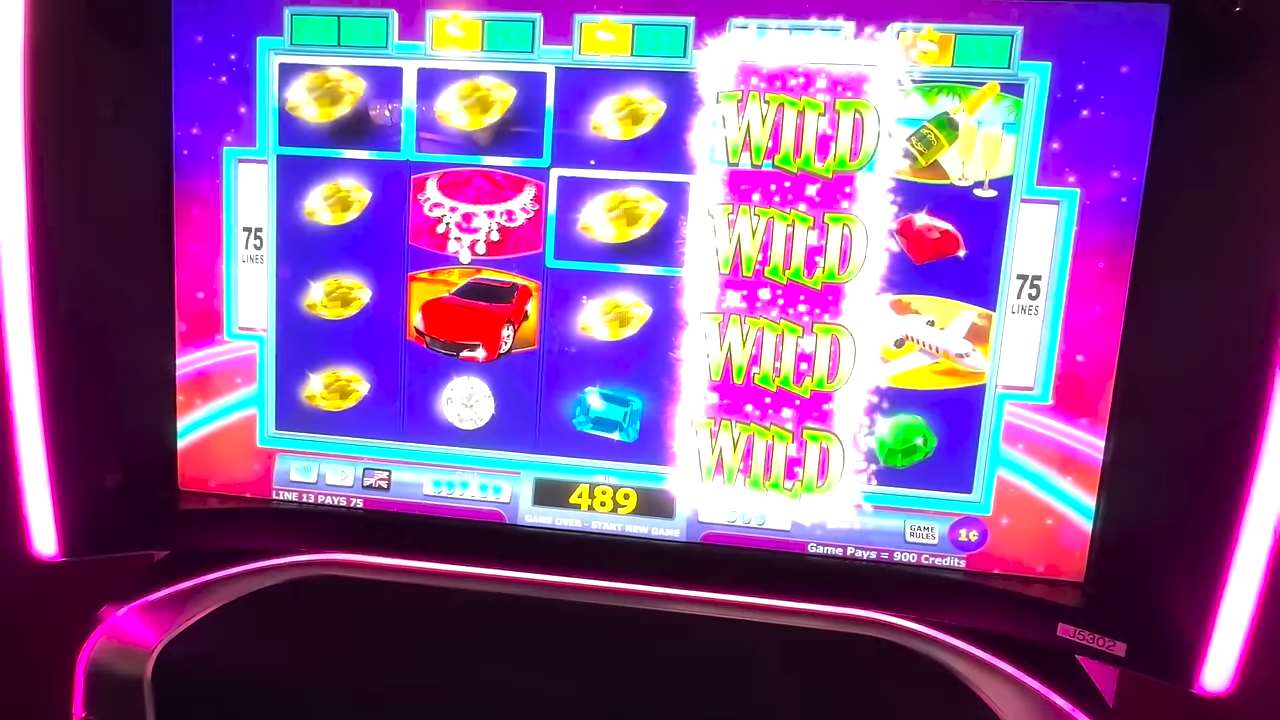 WILD
WILD
WILD
WILD
75
LINES
75
LINES
489
LINE 13 PAYS 75
GAME OVER - START NEW GAME
GAME
RULES
1¢
Game Pays = 900 Credits
J5302